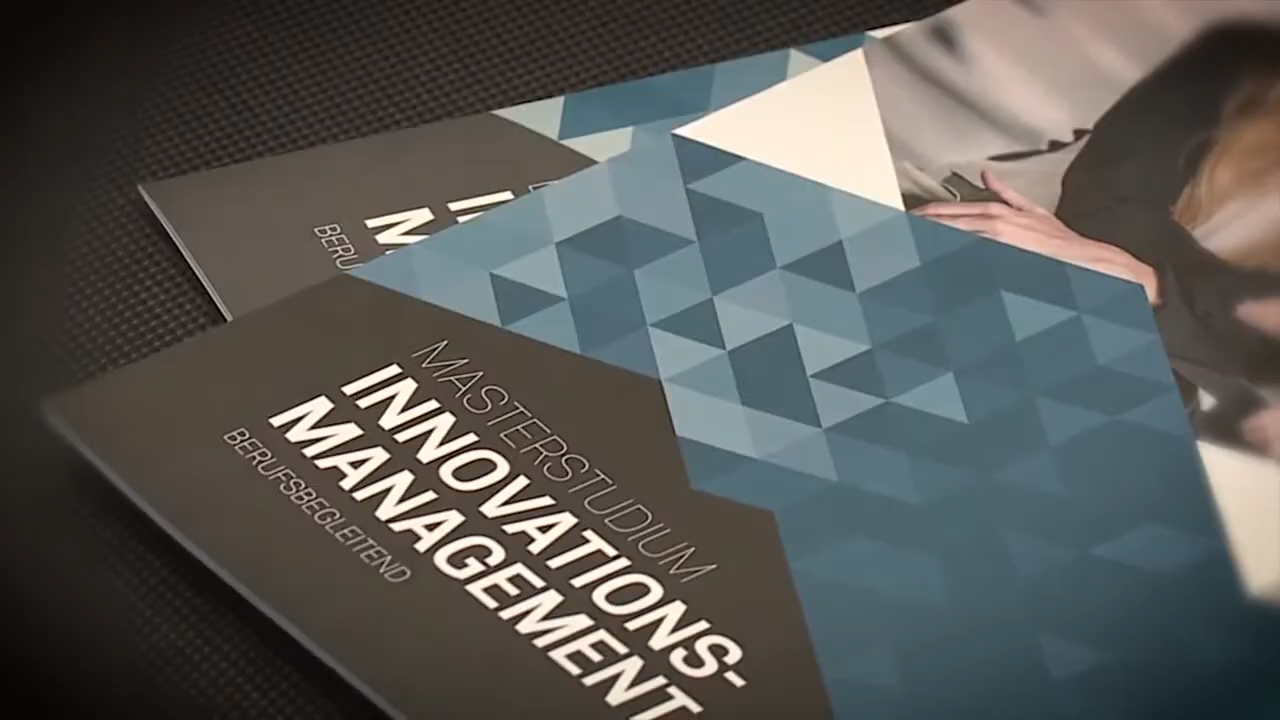 MASTERSTUDIUM
INNOVATIONS-
MANAGEMENT
BERUFSBEGLEITEND